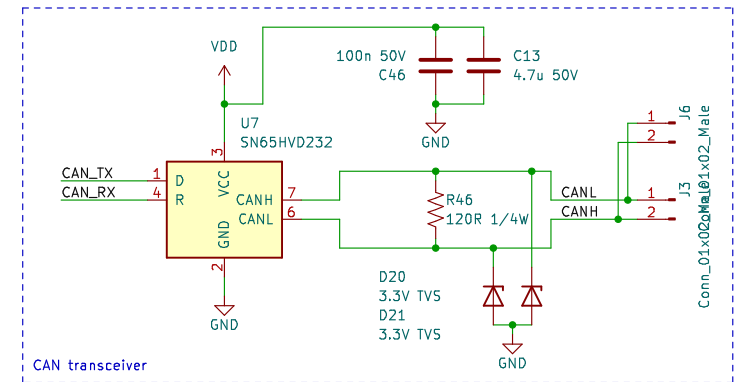 VDD
100n 50V
C46
C13
4.7u 50V
GND
U7
SN65HVD232
3
CAN_TX
1
D
CAN_RX
4
R
VCC
GND
CANH
7
CANL
6
2
GND
R46
120R 1/4W
CANL
CANH
1
2
J6
Conn_01x02_Male
1
2
J3
Conn_01x02_Male
D20
3.3V TVS
D21
3.3V TVS
GND
CAN transceiver